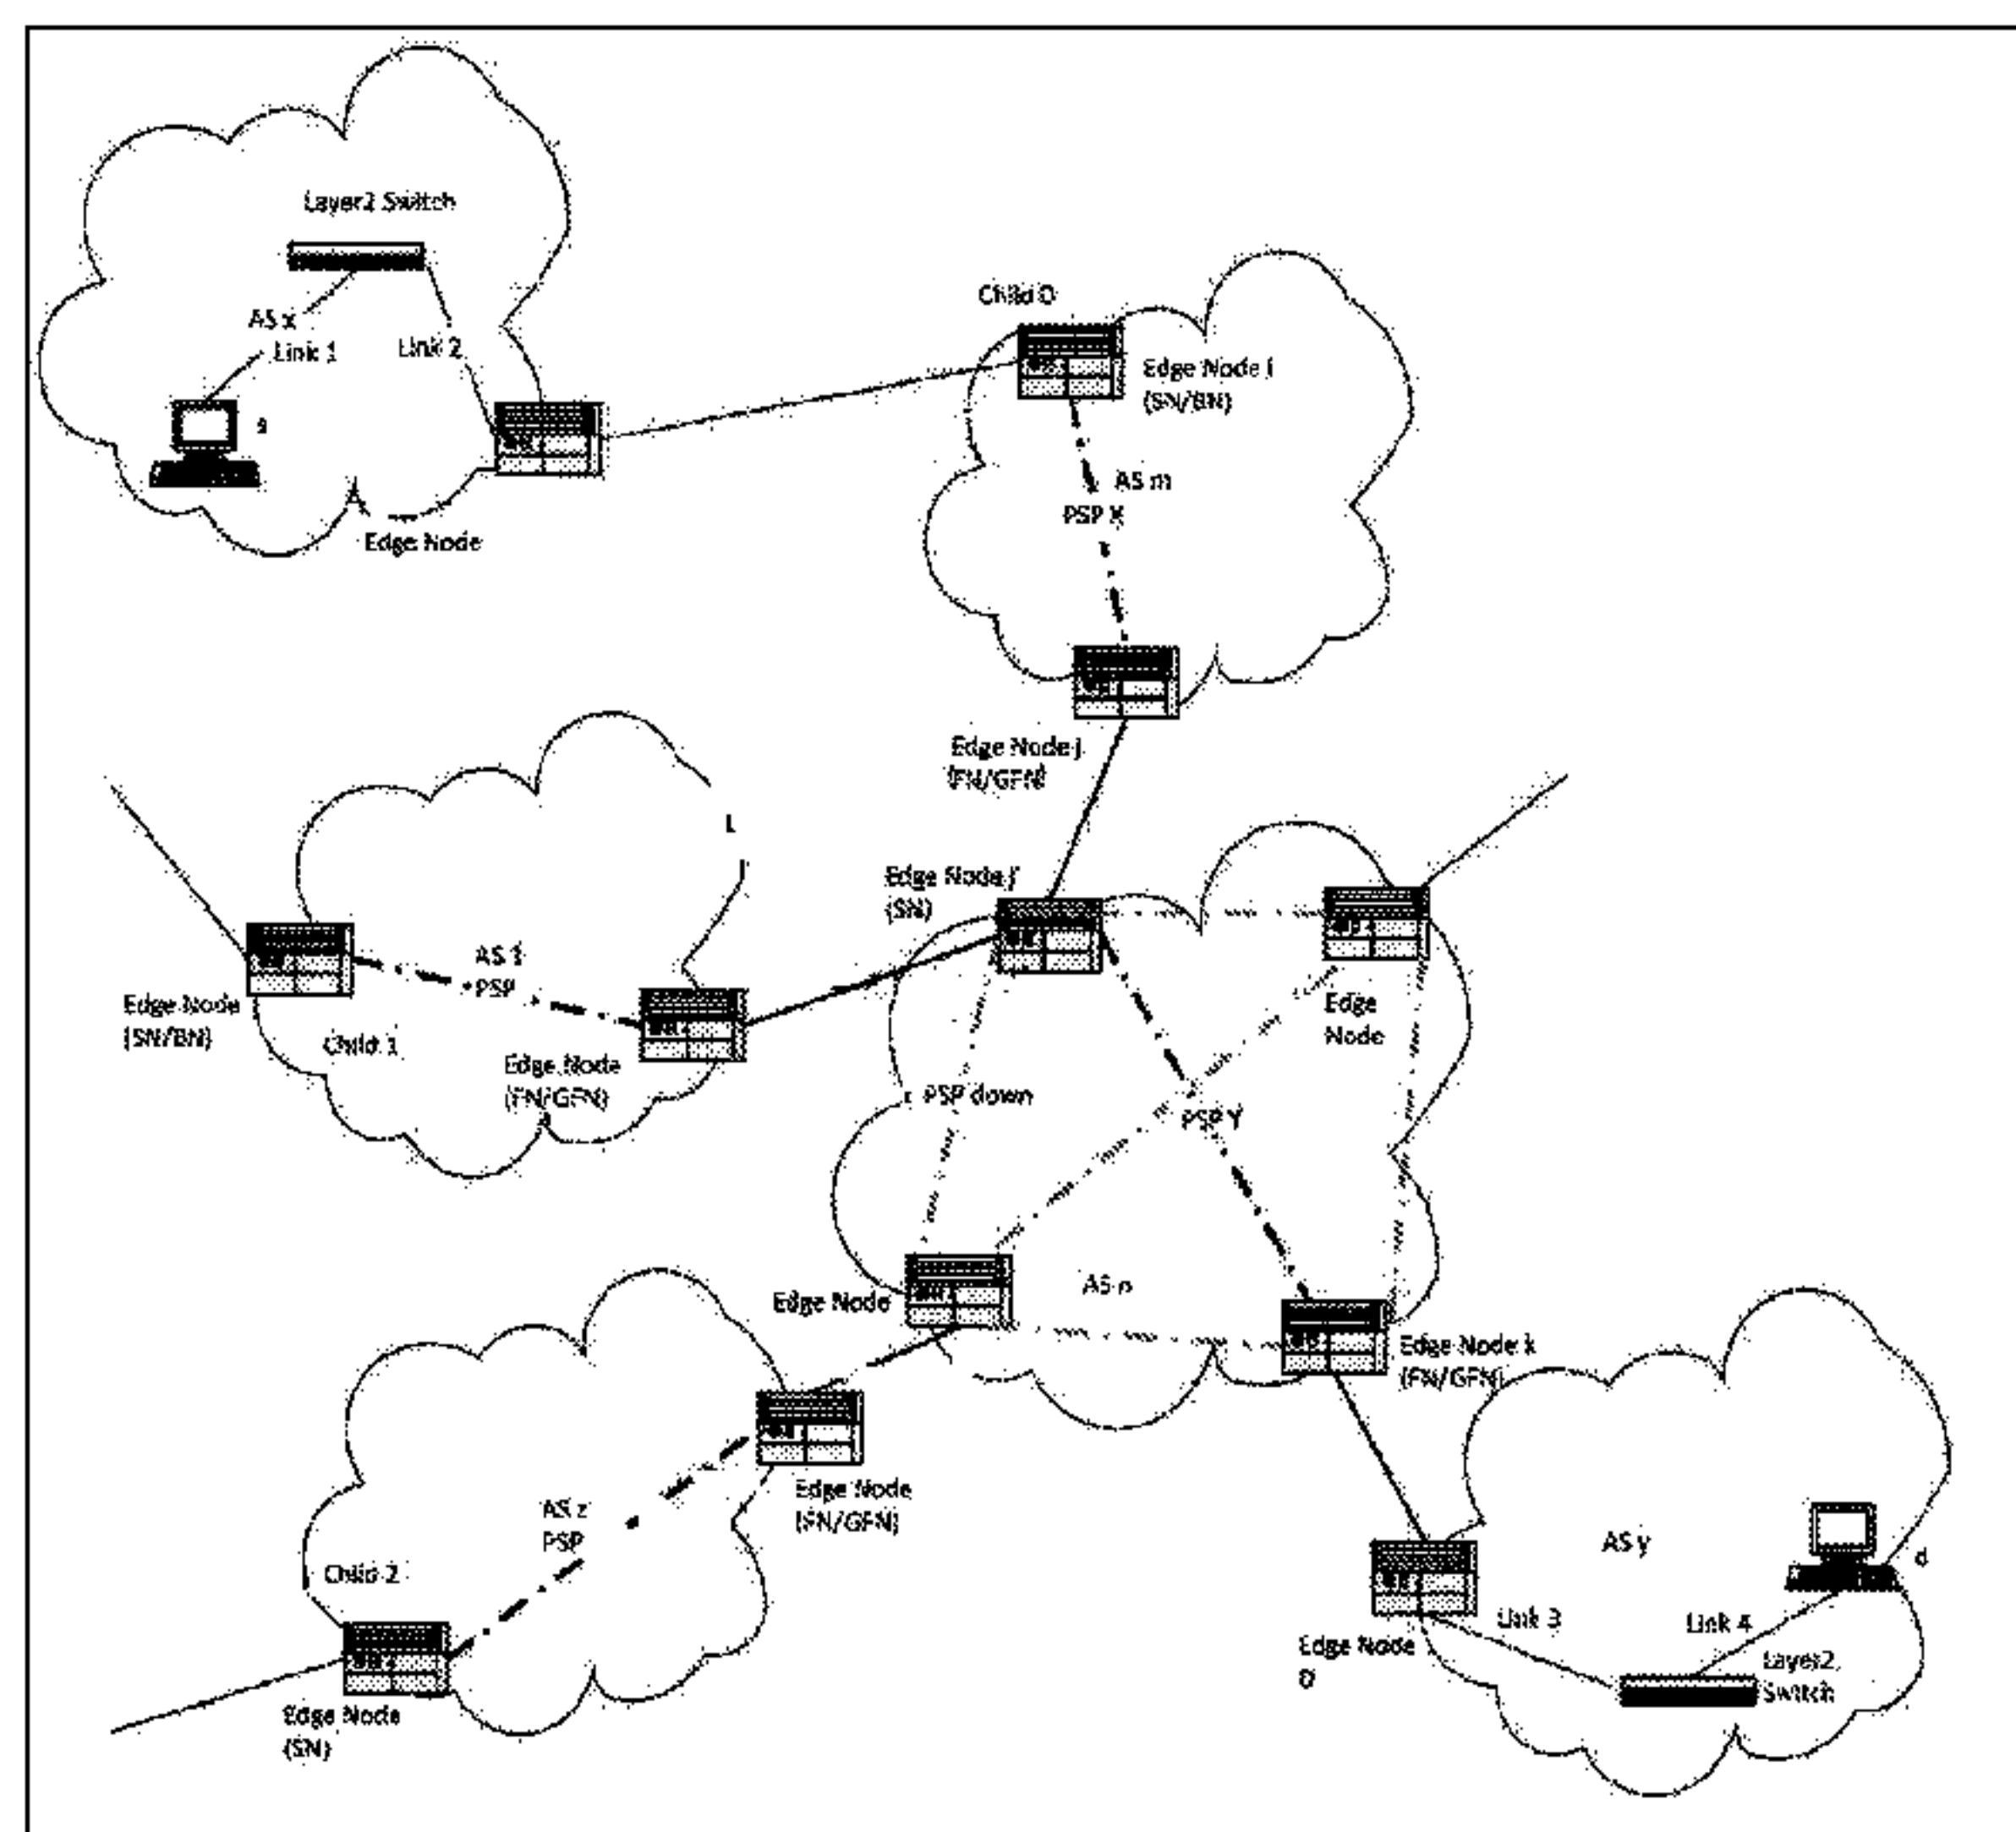 Layer2 Switch
AS x
Link 1
Link 2
s
Edge Node
Child 0
Edge Node i
(SN/BN)
AS m
PSP X
Edge Node j
(FN/GFN)
L
AS 1
PSP
Edge Node
(SN/BN)
Child 1
Edge Node
(FN/GFN)
Edge Node j'
(SN)
Edge
Node
PSP down
PSP Y
AS n
Edge Node
Edge Node k
(FN/GFN)
AS z
PSP
Child 2
Edge Node
(FN/GFN)
Edge Node
(SN)
AS y
d
Link 3
Link 4
Edge Node
Layer2
Switch